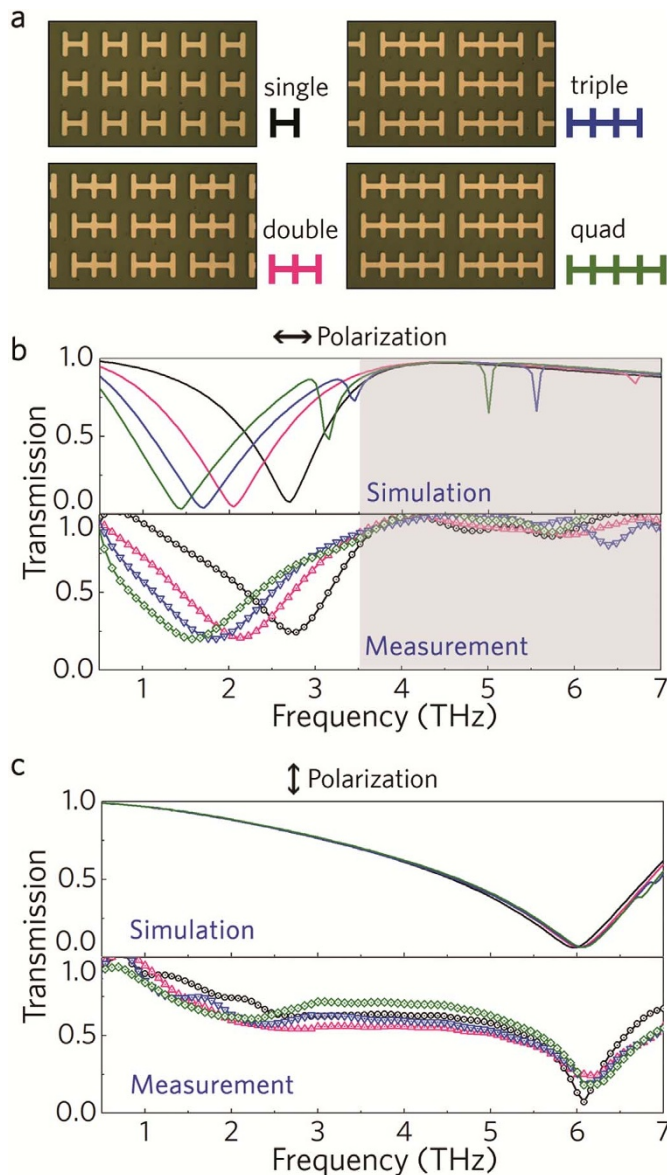 a
single
triple
double
quad
↔ Polarization
b
1.0
0.5
0.0
Transmission
Simulation
1.0
0.5
0.0
Measurement
1 2 3 4 5 6 7
Frequency (THz)
c
↕ Polarization
1.0
0.5
0.0
Transmission
Simulation
1.0
0.5
0.0
Measurement
1 2 3 4 5 6 7
Frequency (THz)